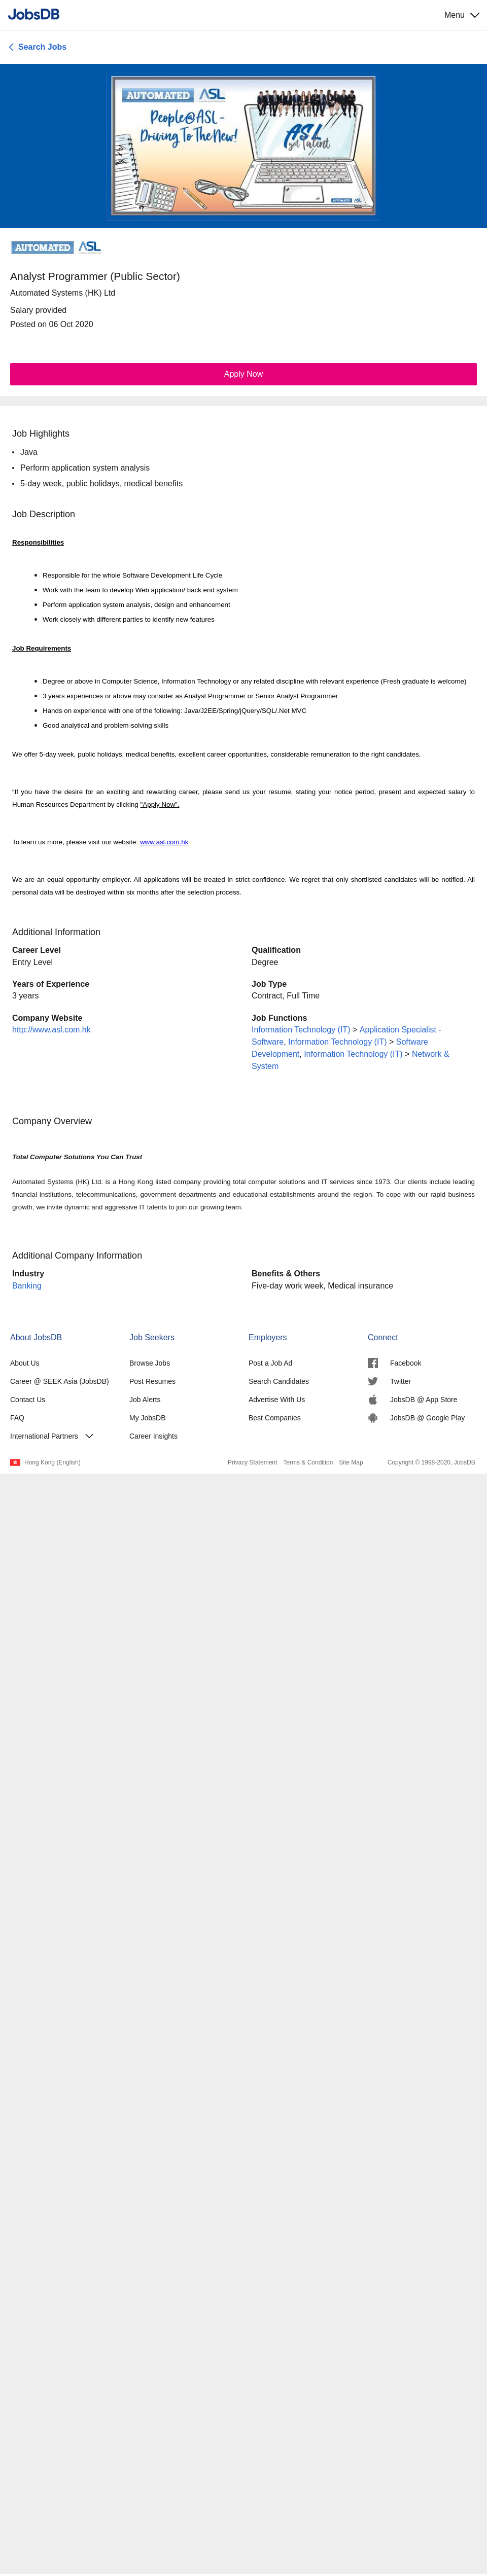 JobsDB
Menu
Search Jobs
AUTOMATED ASL
People@ASL -
Driving To The New!
ASL
got Talent
AUTOMATED ASL
AUTOMATED ASL
Analyst Programmer (Public Sector)
Automated Systems (HK) Ltd
Salary provided
Posted on 06 Oct 2020
Apply Now
Job Highlights
• Java
• Perform application system analysis
• 5-day week, public holidays, medical benefits
Job Description
Responsibilities
• Responsible for the whole Software Development Life Cycle
• Work with the team to develop Web application/ back end system
• Perform application system analysis, design and enhancement
• Work closely with different parties to identify new features
Job Requirements
• Degree or above in Computer Science, Information Technology or any related discipline with relevant experience (Fresh graduate is welcome)
• 3 years experiences or above may consider as Analyst Programmer or Senior Analyst Programmer
• Hands on experience with one of the following: Java/J2EE/Spring/jQuery/SQL/.Net MVC
• Good analytical and problem-solving skills
We offer 5-day week, public holidays, medical benefits, excellent career opportunities, considerable remuneration to the right candidates.
"If you have the desire for an exciting and rewarding career, please send us your resume, stating your notice period, present and expected salary to
Human Resources Department by clicking "Apply Now".
To learn us more, please visit our website: www.asl.com.hk
We are an equal opportunity employer. All applications will be treated in strict confidence. We regret that only shortlisted candidates will be notified. All
personal data will be destroyed within six months after the selection process.
Additional Information
Career Level
Entry Level
Qualification
Degree
Years of Experience
3 years
Job Type
Contract, Full Time
Company Website
http://www.asl.com.hk
Job Functions
Information Technology (IT) > Application Specialist -
Software, Information Technology (IT) > Software
Development, Information Technology (IT) > Network &
System
Company Overview
Total Computer Solutions You Can Trust
Automated Systems (HK) Ltd. is a Hong Kong listed company providing total computer solutions and IT services since 1973. Our clients include leading
financial institutions, telecommunications, government departments and educational establishments around the region. To cope with our rapid business
growth, we invite dynamic and aggressive IT talents to join our growing team.
Additional Company Information
Industry
Banking
Benefits & Others
Five-day work week, Medical insurance
About JobsDB
About Us
Career @ SEEK Asia (JobsDB)
Contact Us
FAQ
International Partners
Job Seekers
Browse Jobs
Post Resumes
Job Alerts
My JobsDB
Career Insights
Employers
Post a Job Ad
Search Candidates
Advertise With Us
Best Companies
Connect
Facebook
Twitter
JobsDB @ App Store
JobsDB @ Google Play
Hong Kong (English)
Privacy Statement Terms & Condition Site Map
Copyright © 1998-2020, JobsDB.